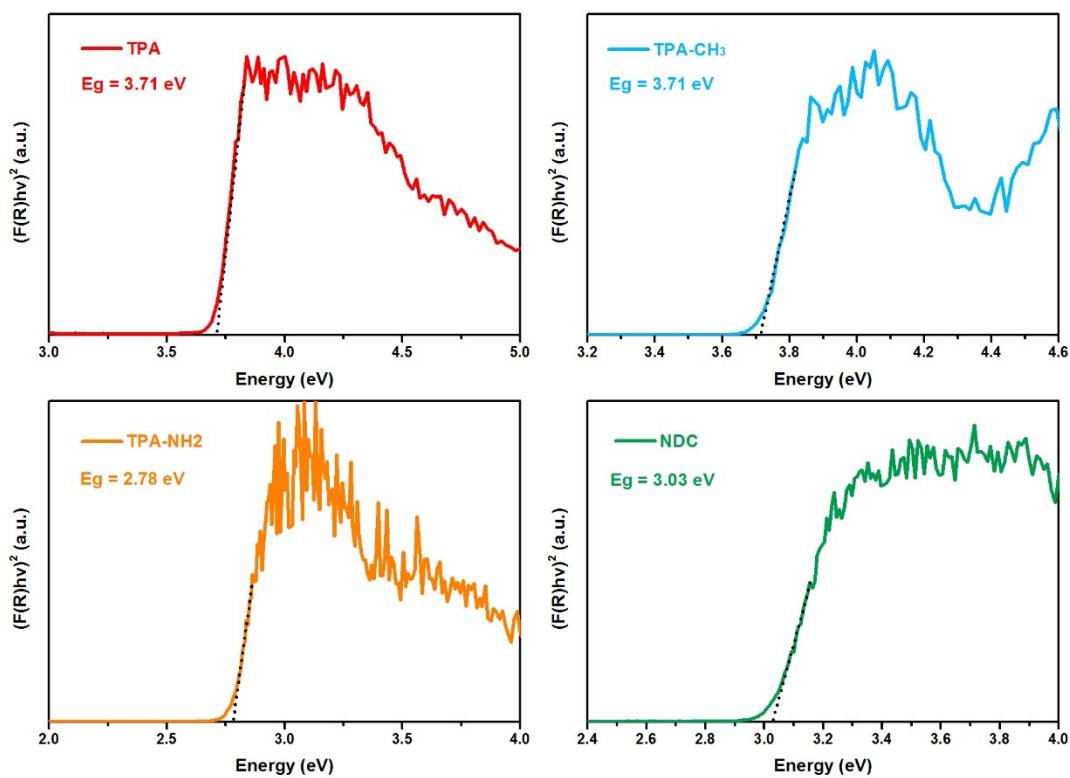 TPA
Eg = 3.71 eV
(F(R)hv)² (a.u.)
3.0 3.5 4.0 4.5 5.0
Energy (eV)
TPA-CH₃
Eg = 3.71 eV
(F(R)hv)² (a.u.)
3.2 3.4 3.6 3.8 4.0 4.2 4.4 4.6
Energy (eV)
TPA-NH2
Eg = 2.78 eV
(F(R)hv)² (a.u.)
2.0 2.5 3.0 3.5 4.0
Energy (eV)
NDC
Eg = 3.03 eV
(F(R)hv)² (a.u.)
2.4 2.6 2.8 3.0 3.2 3.4 3.6 3.8 4.0
Energy (eV)